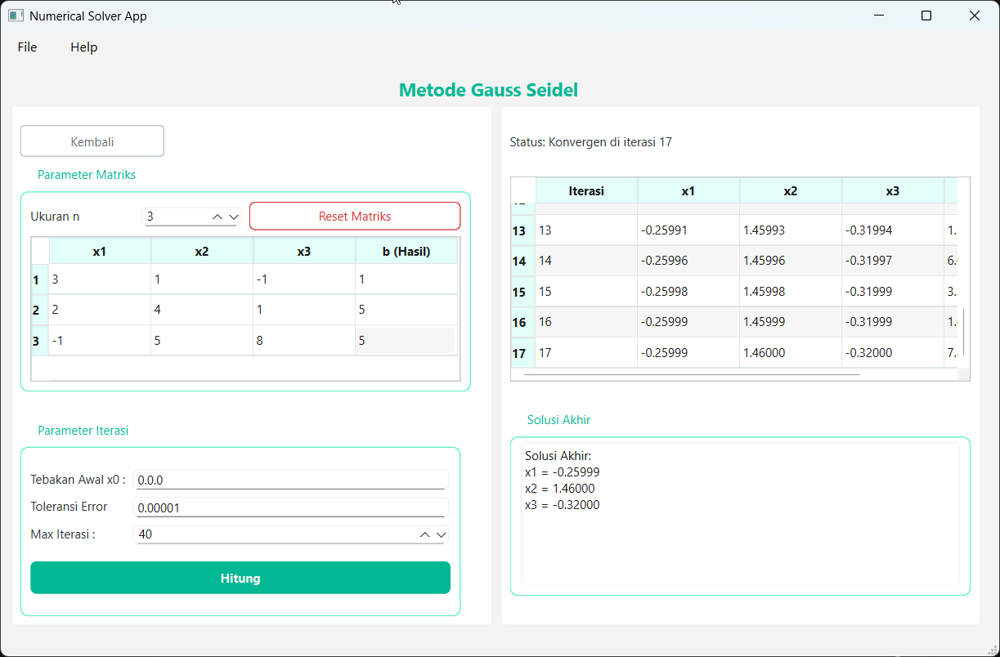 Numerical Solver App
File Help
Metode Gauss Seidel
Kembali
Parameter Matriks
Ukuran n 3 Reset Matriks
x1 x2 x3 b (Hasil)
1 3 1 -1 1
2 2 4 1 5
3 -1 5 8 5
Parameter Iterasi
Tebakan Awal x0 : 0.0.0
Toleransi Error 0.00001
Max Iterasi : 40
Hitung
Status: Konvergen di iterasi 17
Iterasi x1 x2 x3
13 13 -0.25991 1.45993 -0.31994 1.
14 14 -0.25996 1.45996 -0.31997 6.
15 15 -0.25998 1.45998 -0.31999 3.
16 16 -0.25999 1.45999 -0.31999 1.
17 17 -0.25999 1.46000 -0.32000 7.
Solusi Akhir
Solusi Akhir:
x1 = -0.25999
x2 = 1.46000
x3 = -0.32000